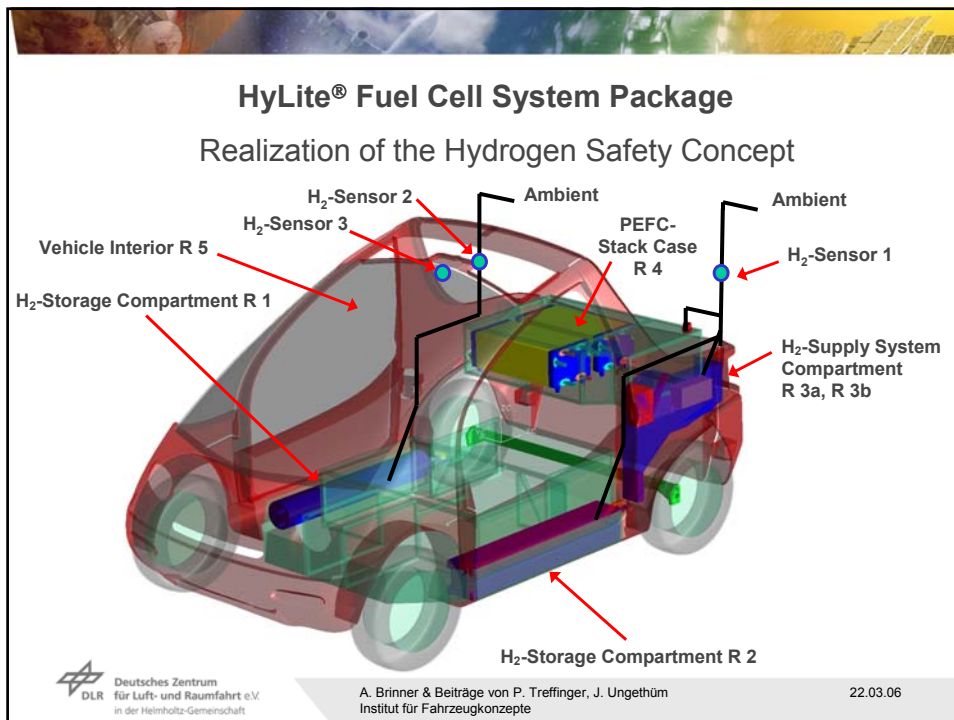 HyLite® Fuel Cell System Package
Realization of the Hydrogen Safety Concept
H₂-Sensor 2
Ambient
Ambient
H₂-Sensor 3
PEFC-
Stack Case
R 4
Vehicle Interior R 5
H₂-Sensor 1
H₂-Storage Compartment R 1
H₂-Supply System
Compartment
R 3a, R 3b
H₂-Storage Compartment R 2
DLR
Deutsches Zentrum
für Luft- und Raumfahrt e.V.
in der Helmholtz-Gemeinschaft
A. Brinner & Beiträge von P. Treffinger, J. Ungethüm
Institut für Fahrzeugkonzepte
22.03.06